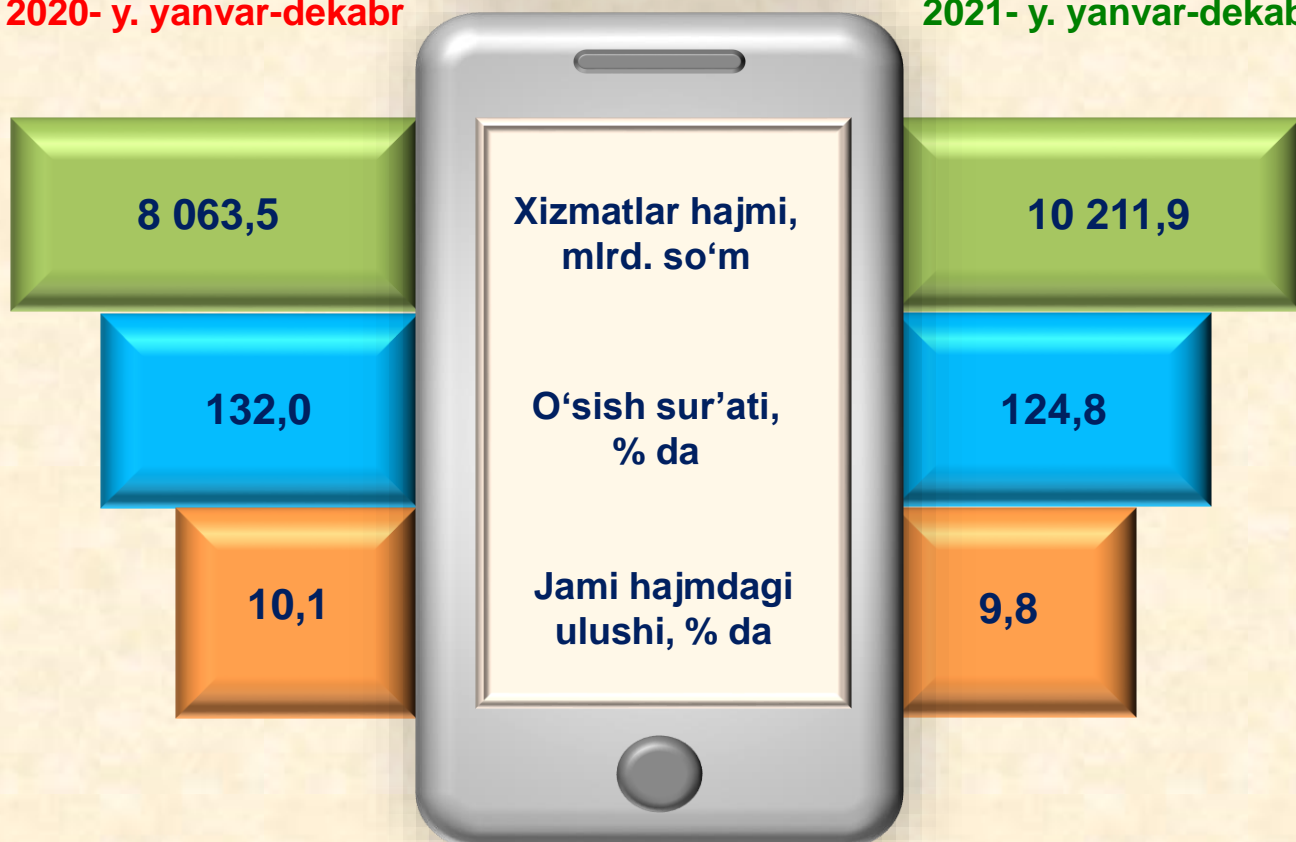 2020- y. yanvar-dekabr
2021- y. yanvar-dekab
8 063,5
Xizmatlar hajmi,
mlrd. so‘m
10 211,9
132,0
O‘sish sur’ati,
% da
124,8
10,1
Jami hajmdagi
ulushi, % da
9,8